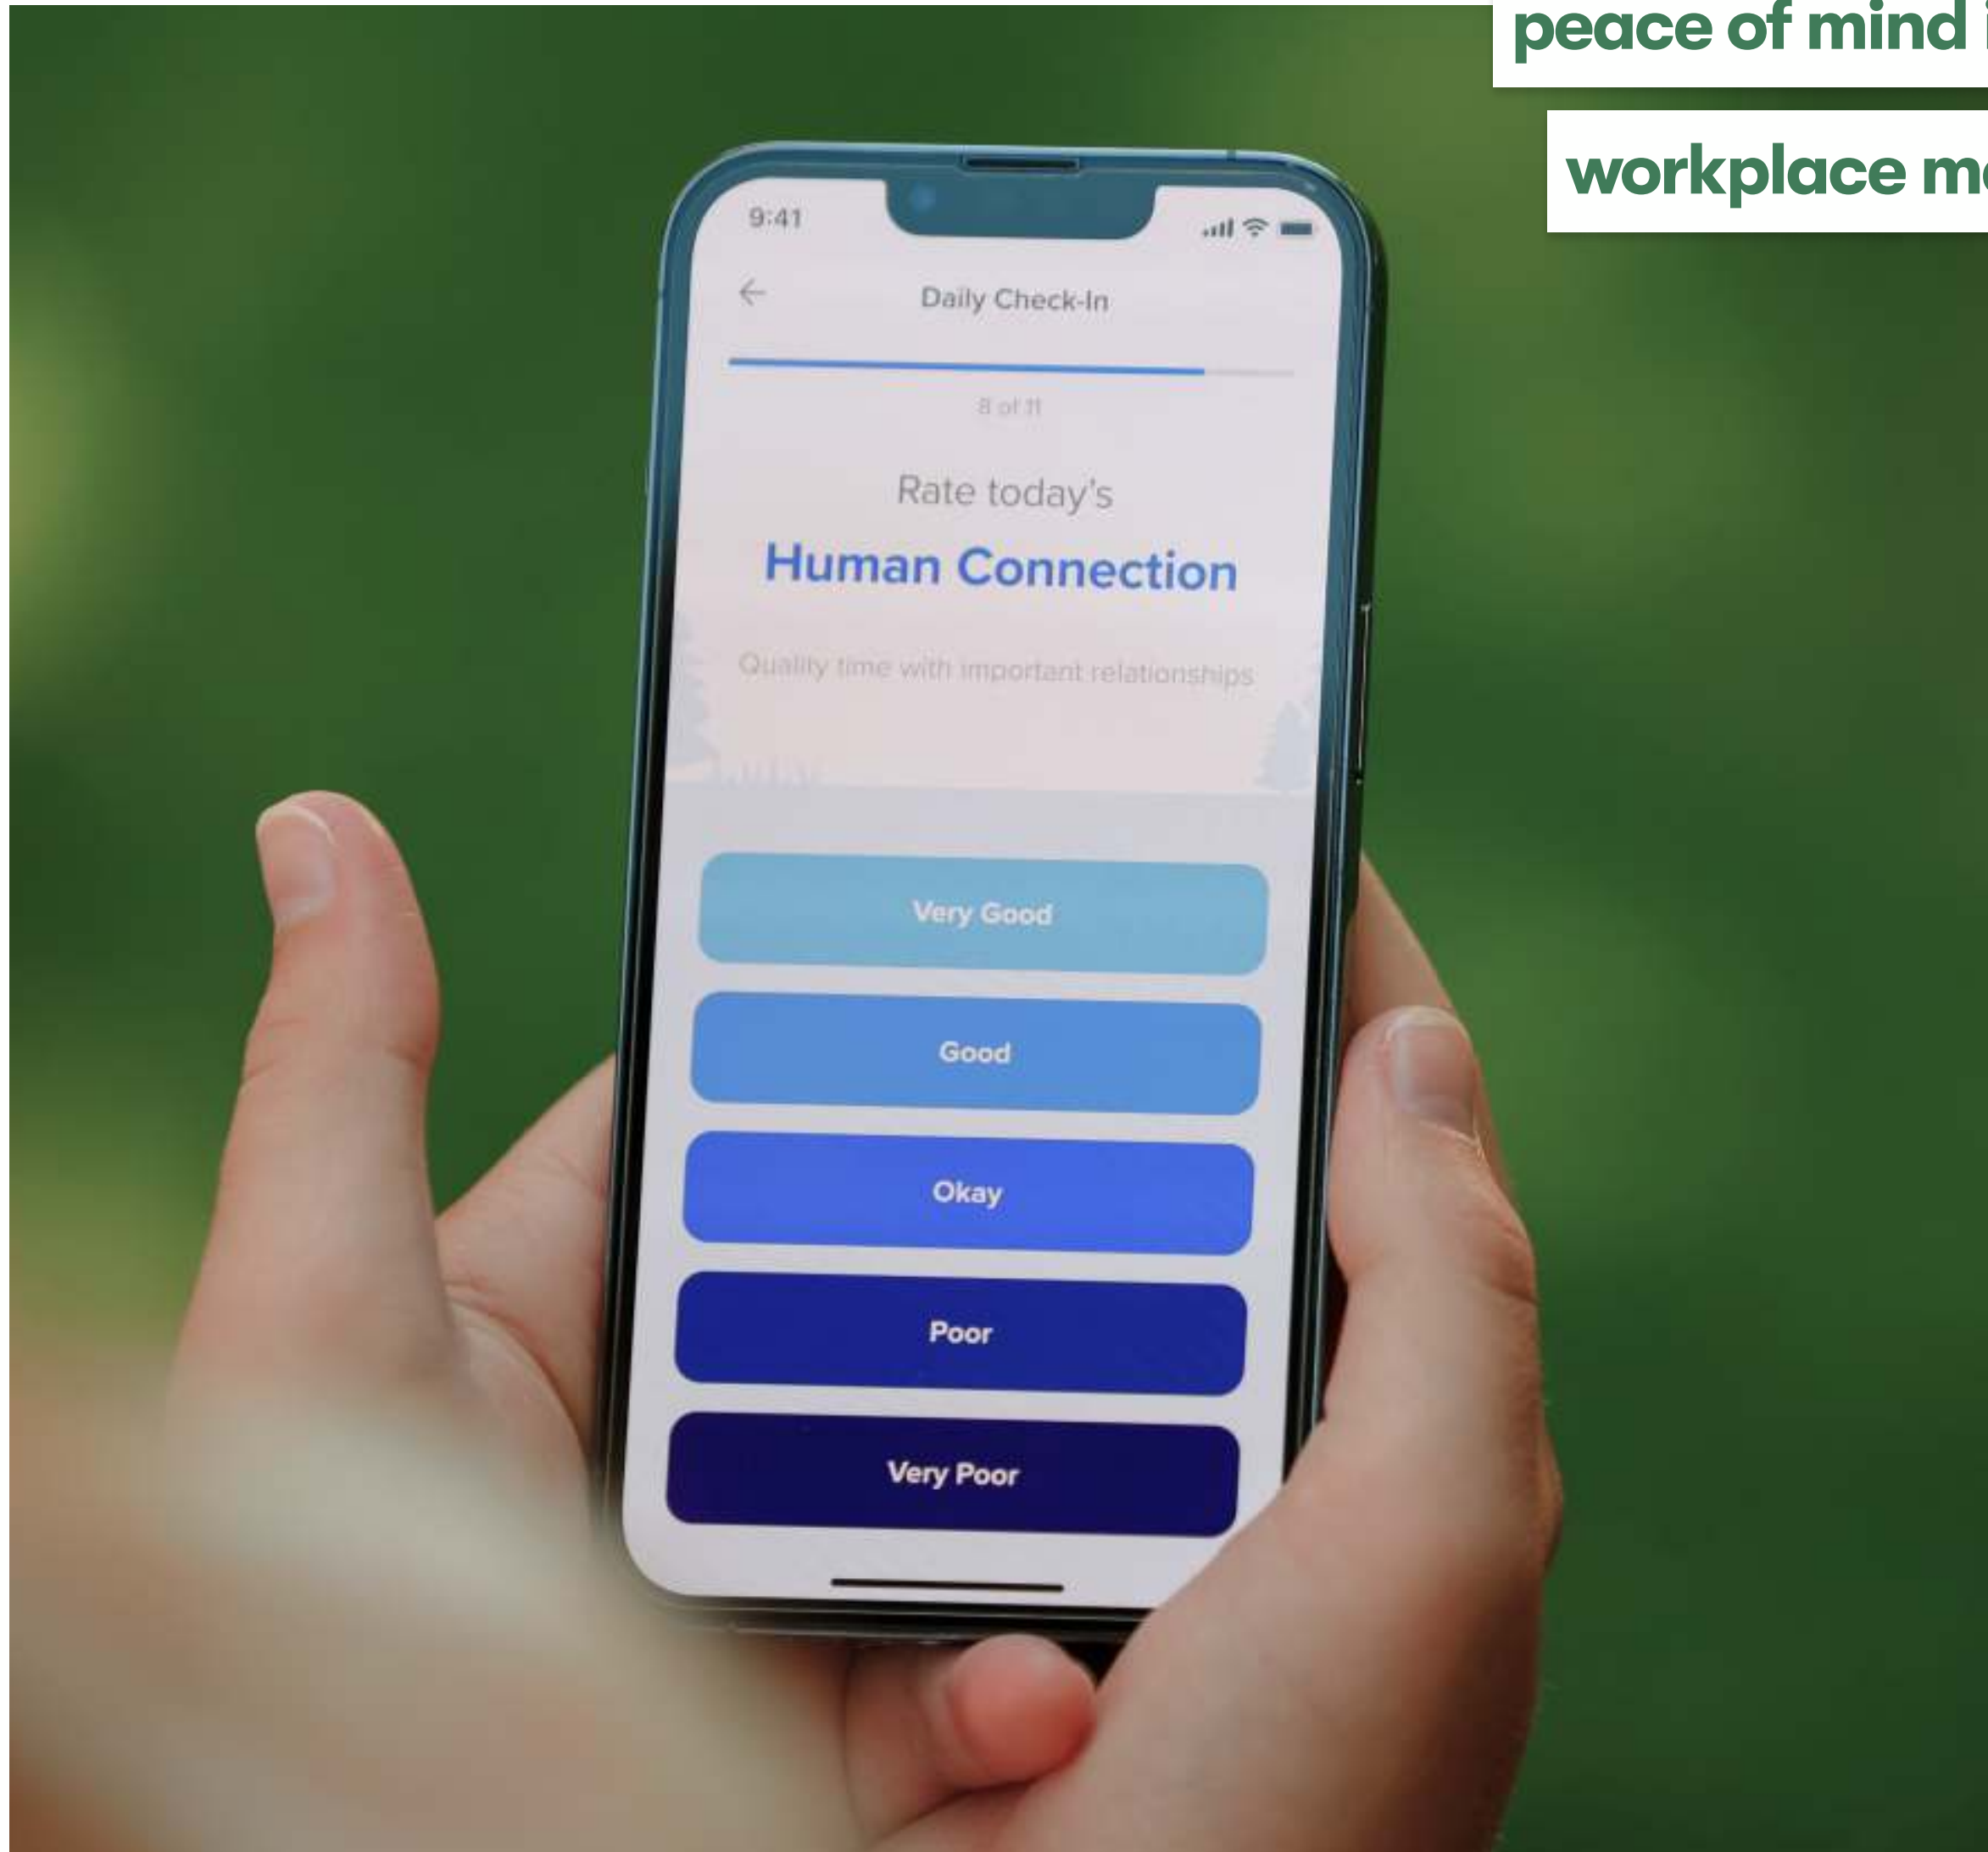 peace of mind i
workplace m
9:41
Daily Check-In
8 of 11
Rate today's
Human Connection
Quality time with important relationships
Very Good
Good
Okay
Poor
Very Poor